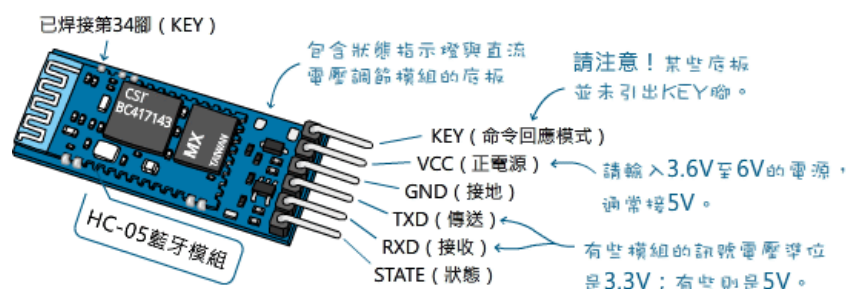 已焊接第34腳（KEY）
包含狀態指示燈與直流
電壓調節模組的底板
請注意！某些底板
並未引出KEY腳。
CSr
BC417143
MX
TAIWAN
KEY（命令回應模式）
VCC（正電源）
請輸入3.6V至6V的電源，
通常接5V。
GND（接地）
TXD（傳送）
RXD（接收）
有些模組的訊號電壓準位
是3.3V；有些則是5V。
STATE（狀態）
HC-05藍牙模組